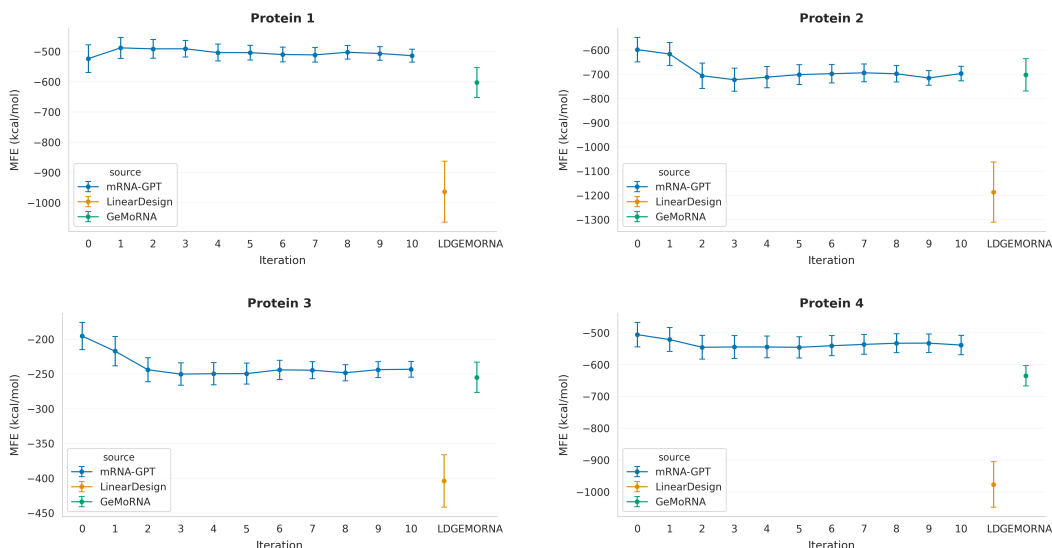 Protein 1
MFE (kcal/mol)
−500
−600
−700
−800
−900
−1000
source
mRNA-GPT
LinearDesign
GeMoRNA
0 1 2 3 4 5 6 7 8 9 10 LDGEMORNA
Iteration
Protein 2
MFE (kcal/mol)
−600
−700
−800
−900
−1000
−1100
−1200
−1300
source
mRNA-GPT
LinearDesign
GeMoRNA
0 1 2 3 4 5 6 7 8 9 10 LDGEMORNA
Iteration
Protein 3
MFE (kcal/mol)
−200
−250
−300
−350
−400
−450
source
mRNA-GPT
LinearDesign
GeMoRNA
0 1 2 3 4 5 6 7 8 9 10 LDGEMORNA
Iteration
Protein 4
MFE (kcal/mol)
−500
−600
−700
−800
−900
−1000
source
mRNA-GPT
LinearDesign
GeMoRNA
0 1 2 3 4 5 6 7 8 9 10 LDGEMORNA
Iteration